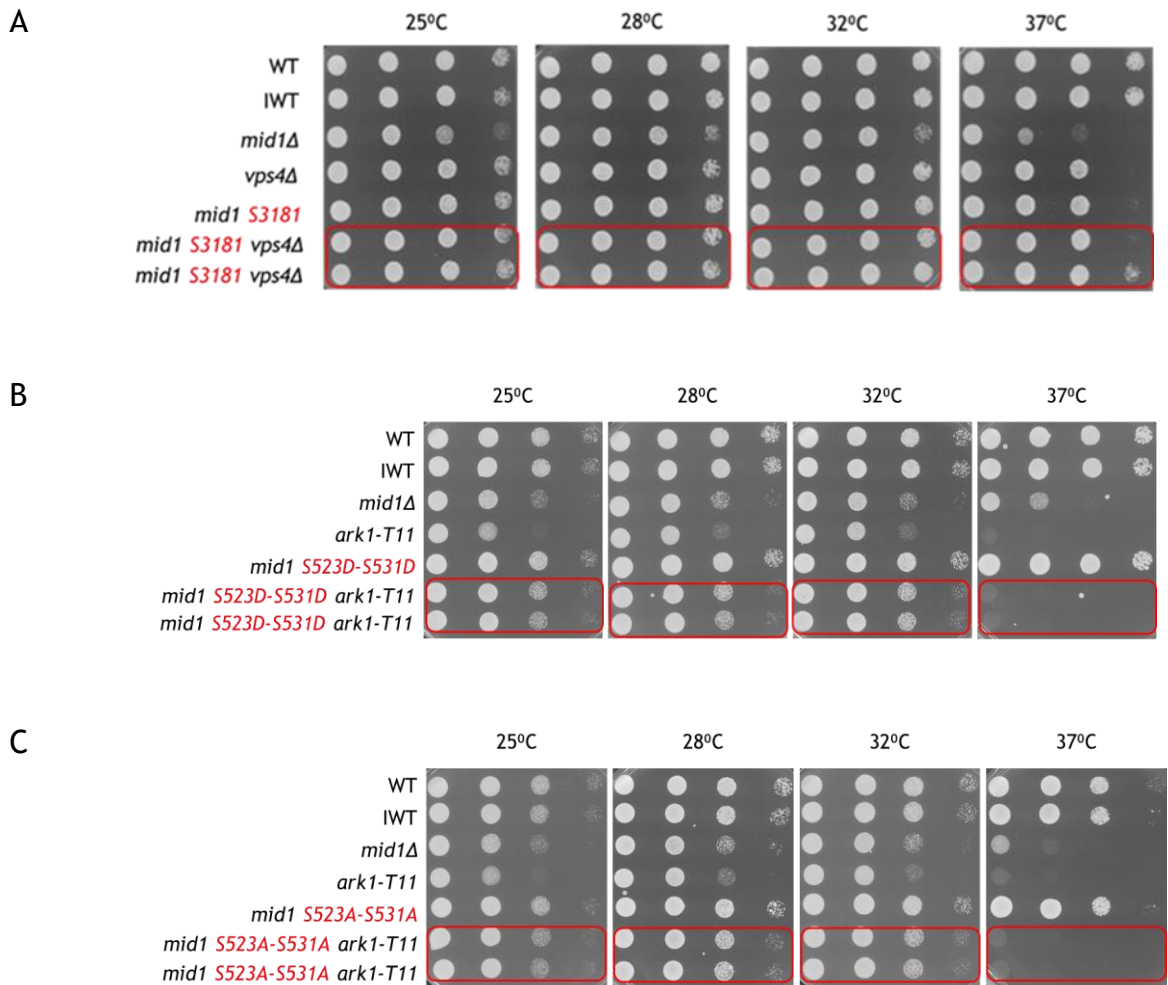 A
25ºC 28ºC 32ºC 37ºC
WT
IWT
mid1Δ
vps4Δ
mid1 S3181
mid1 S3181 vps4Δ
mid1 S3181 vps4Δ
B
25ºC 28ºC 32ºC 37ºC
WT
IWT
mid1Δ
ark1-T11
mid1 S523D-S531D
mid1 S523D-S531D ark1-T11
mid1 S523D-S531D ark1-T11
C
25ºC 28ºC 32ºC 37ºC
WT
IWT
mid1Δ
ark1-T11
mid1 S523A-S531A
mid1 S523A-S531A ark1-T11
mid1 S523A-S531A ark1-T11